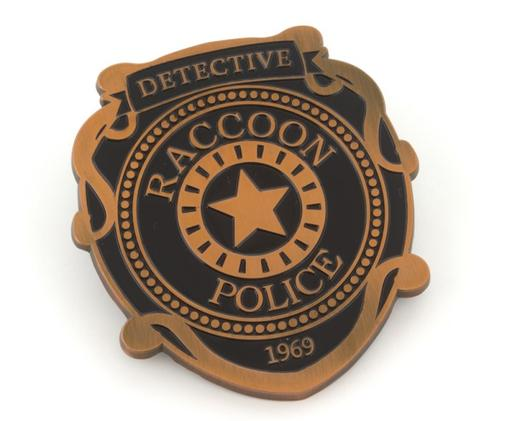 DETECTIVE
RACCOON
POLICE
1969